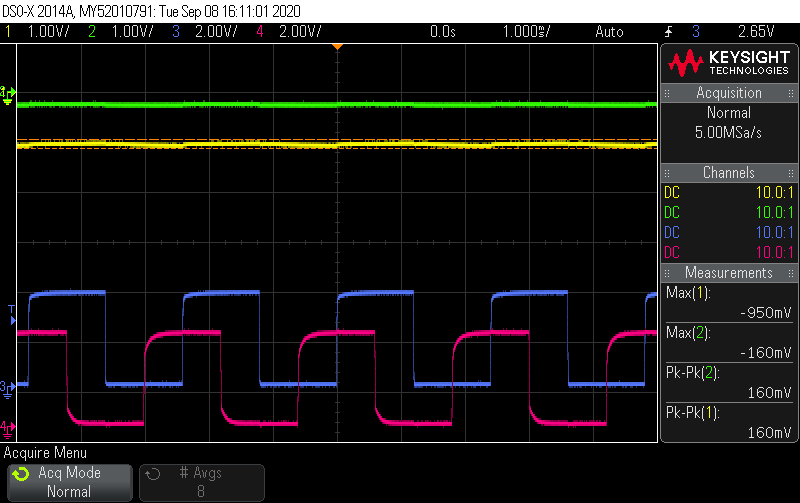 DSO-X 2014A, MY52010791: Tue Sep 08 16:11:01 2020
1 1.00V/ 2 1.00V/ 3 2.00V/ 4 2.00V/ 0.0s 1.000ms/ Auto 3 2.65V
KEYSIGHT
TECHNOLOGIES
Acquisition
Normal
5.00MSa/s
Channels
DC 10.0:1
DC 10.0:1
DC 10.0:1
DC 10.0:1
Measurements
Max(1):
-950mV
Max(2):
-160mV
Pk-Pk(2):
160mV
Pk-Pk(1):
160mV
T
3
4
Acquire Menu
Acq Mode
Normal
# Avgs
8